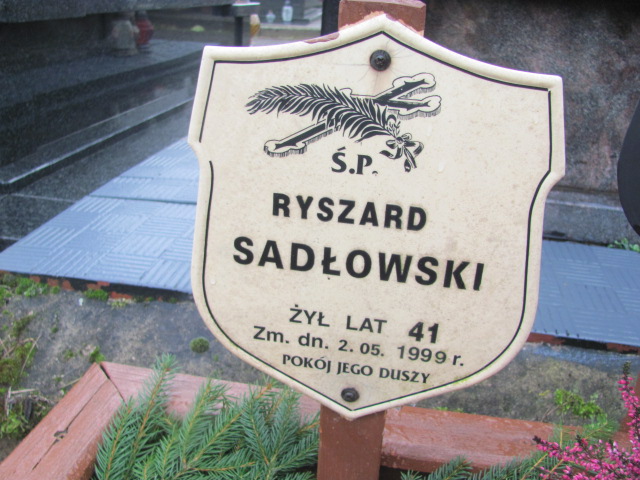 Ś.P.
RYSZARD
SADŁOWSKI
ŻYŁ LAT 41
Zm. dn. 2.05. 1999 r.
POKÓJ JEGO DUSZY